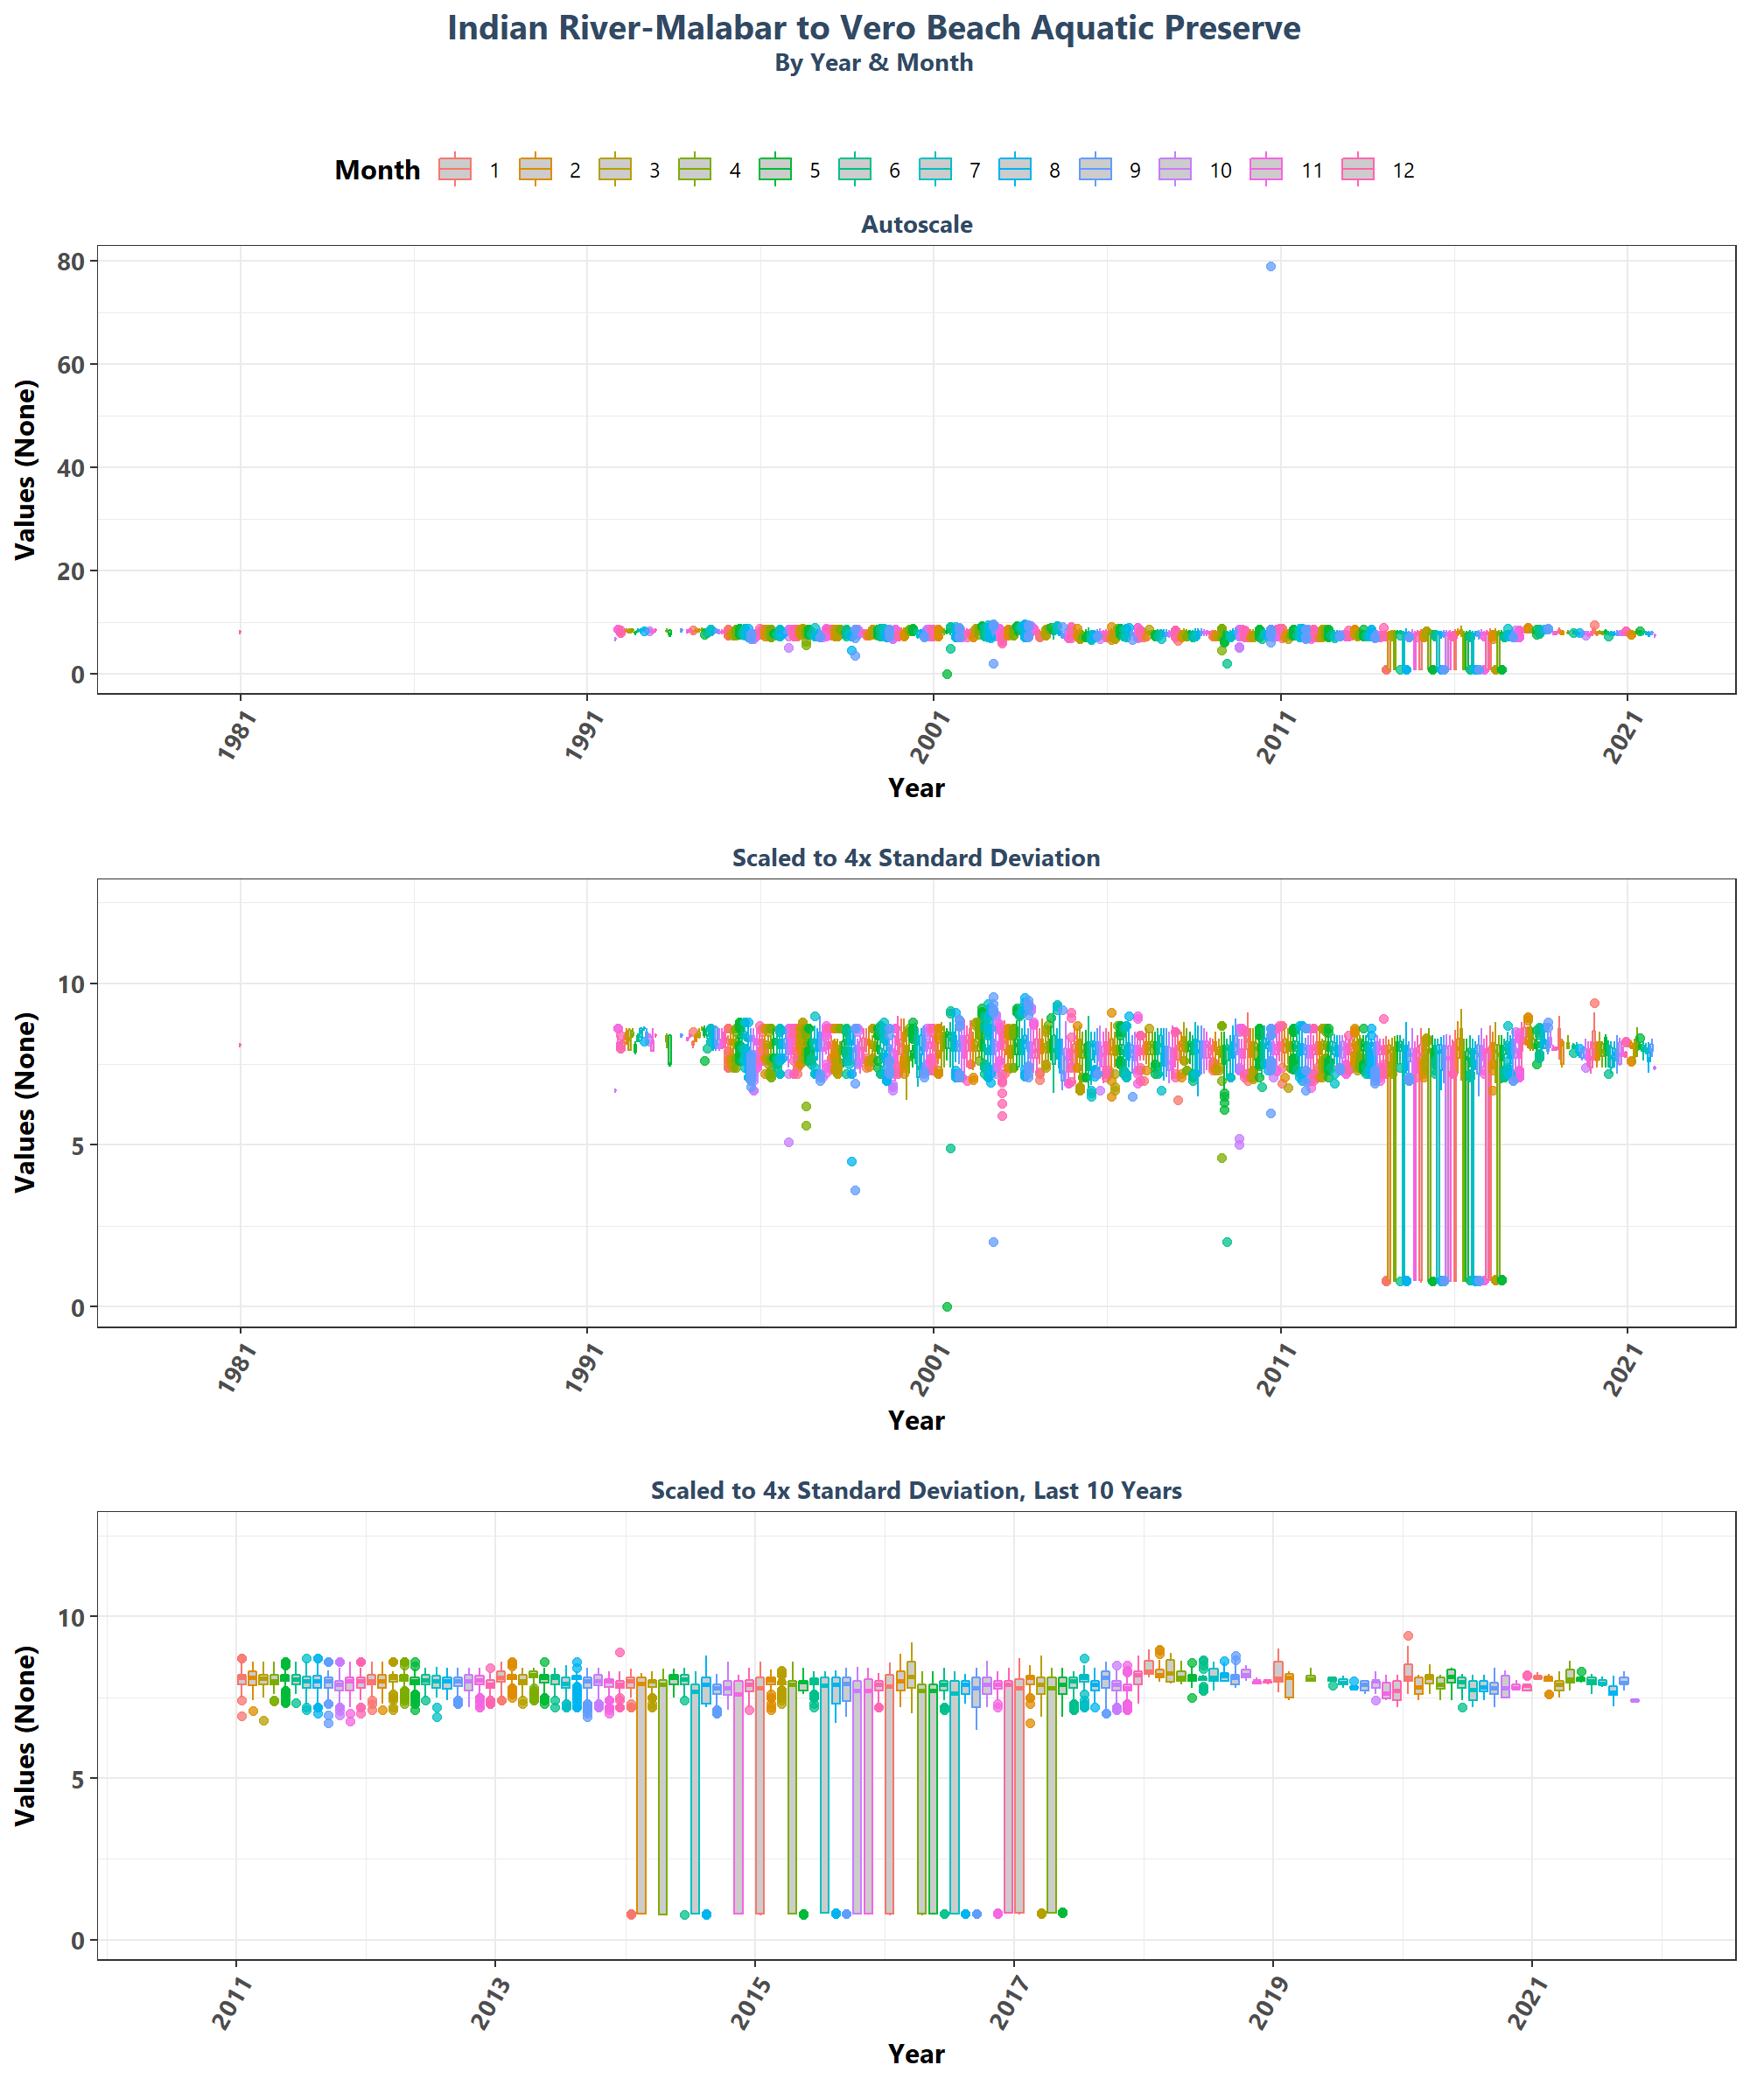 Indian River-Malabar to Vero Beach Aquatic Preserve
By Year & Month
Month 1 2 3 4 5 6 7 8 9 10 11 12
Autoscale
Values (None)
80
60
40
20
0
1981 1991 2001 2011 2021
Year
Scaled to 4x Standard Deviation
Values (None)
10
5
0
1981 1991 2001 2011 2021
Year
Scaled to 4x Standard Deviation, Last 10 Years
Values (None)
10
5
0
2011 2013 2015 2017 2019 2021
Year